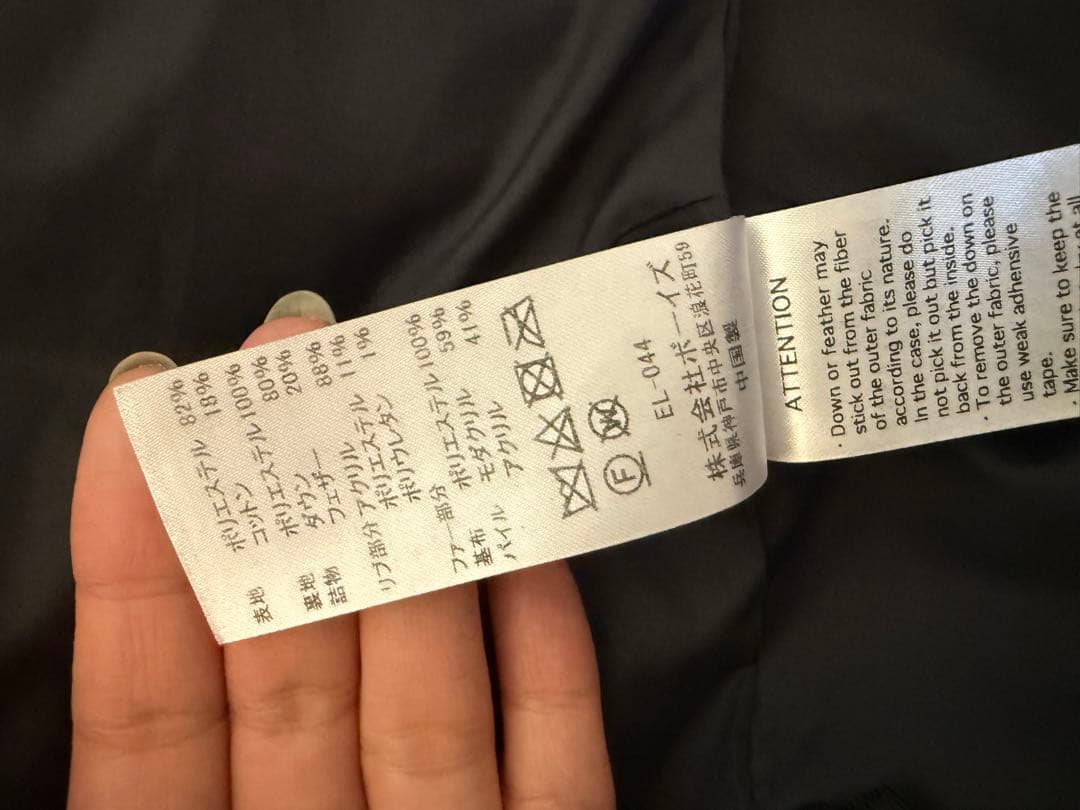 表地 ポリエステル 82%
コットン 18%
裏地 ポリエステル 100%
詰物 ダウン 80%
フェザー 20%
リブ部分 アクリル 88%
ポリエステル 11%
ポリウレタン 1%
ファー部分
基布 ポリエステル 100%
パイル モダクリル 59%
アクリル 41%
F W
EL-044
株式会社ボーイズ
兵庫県神戸市中央区浪花町59
中国製
ATTENTION
・Down or feather may
stick out from the fiber
of the outer fabric
according to its nature.
In the case, please do
not pick it out but pick it
back from the inside.
・To remove the down on
the outer fabric, please
use weak adhensive
tape.
・Make sure to keep the